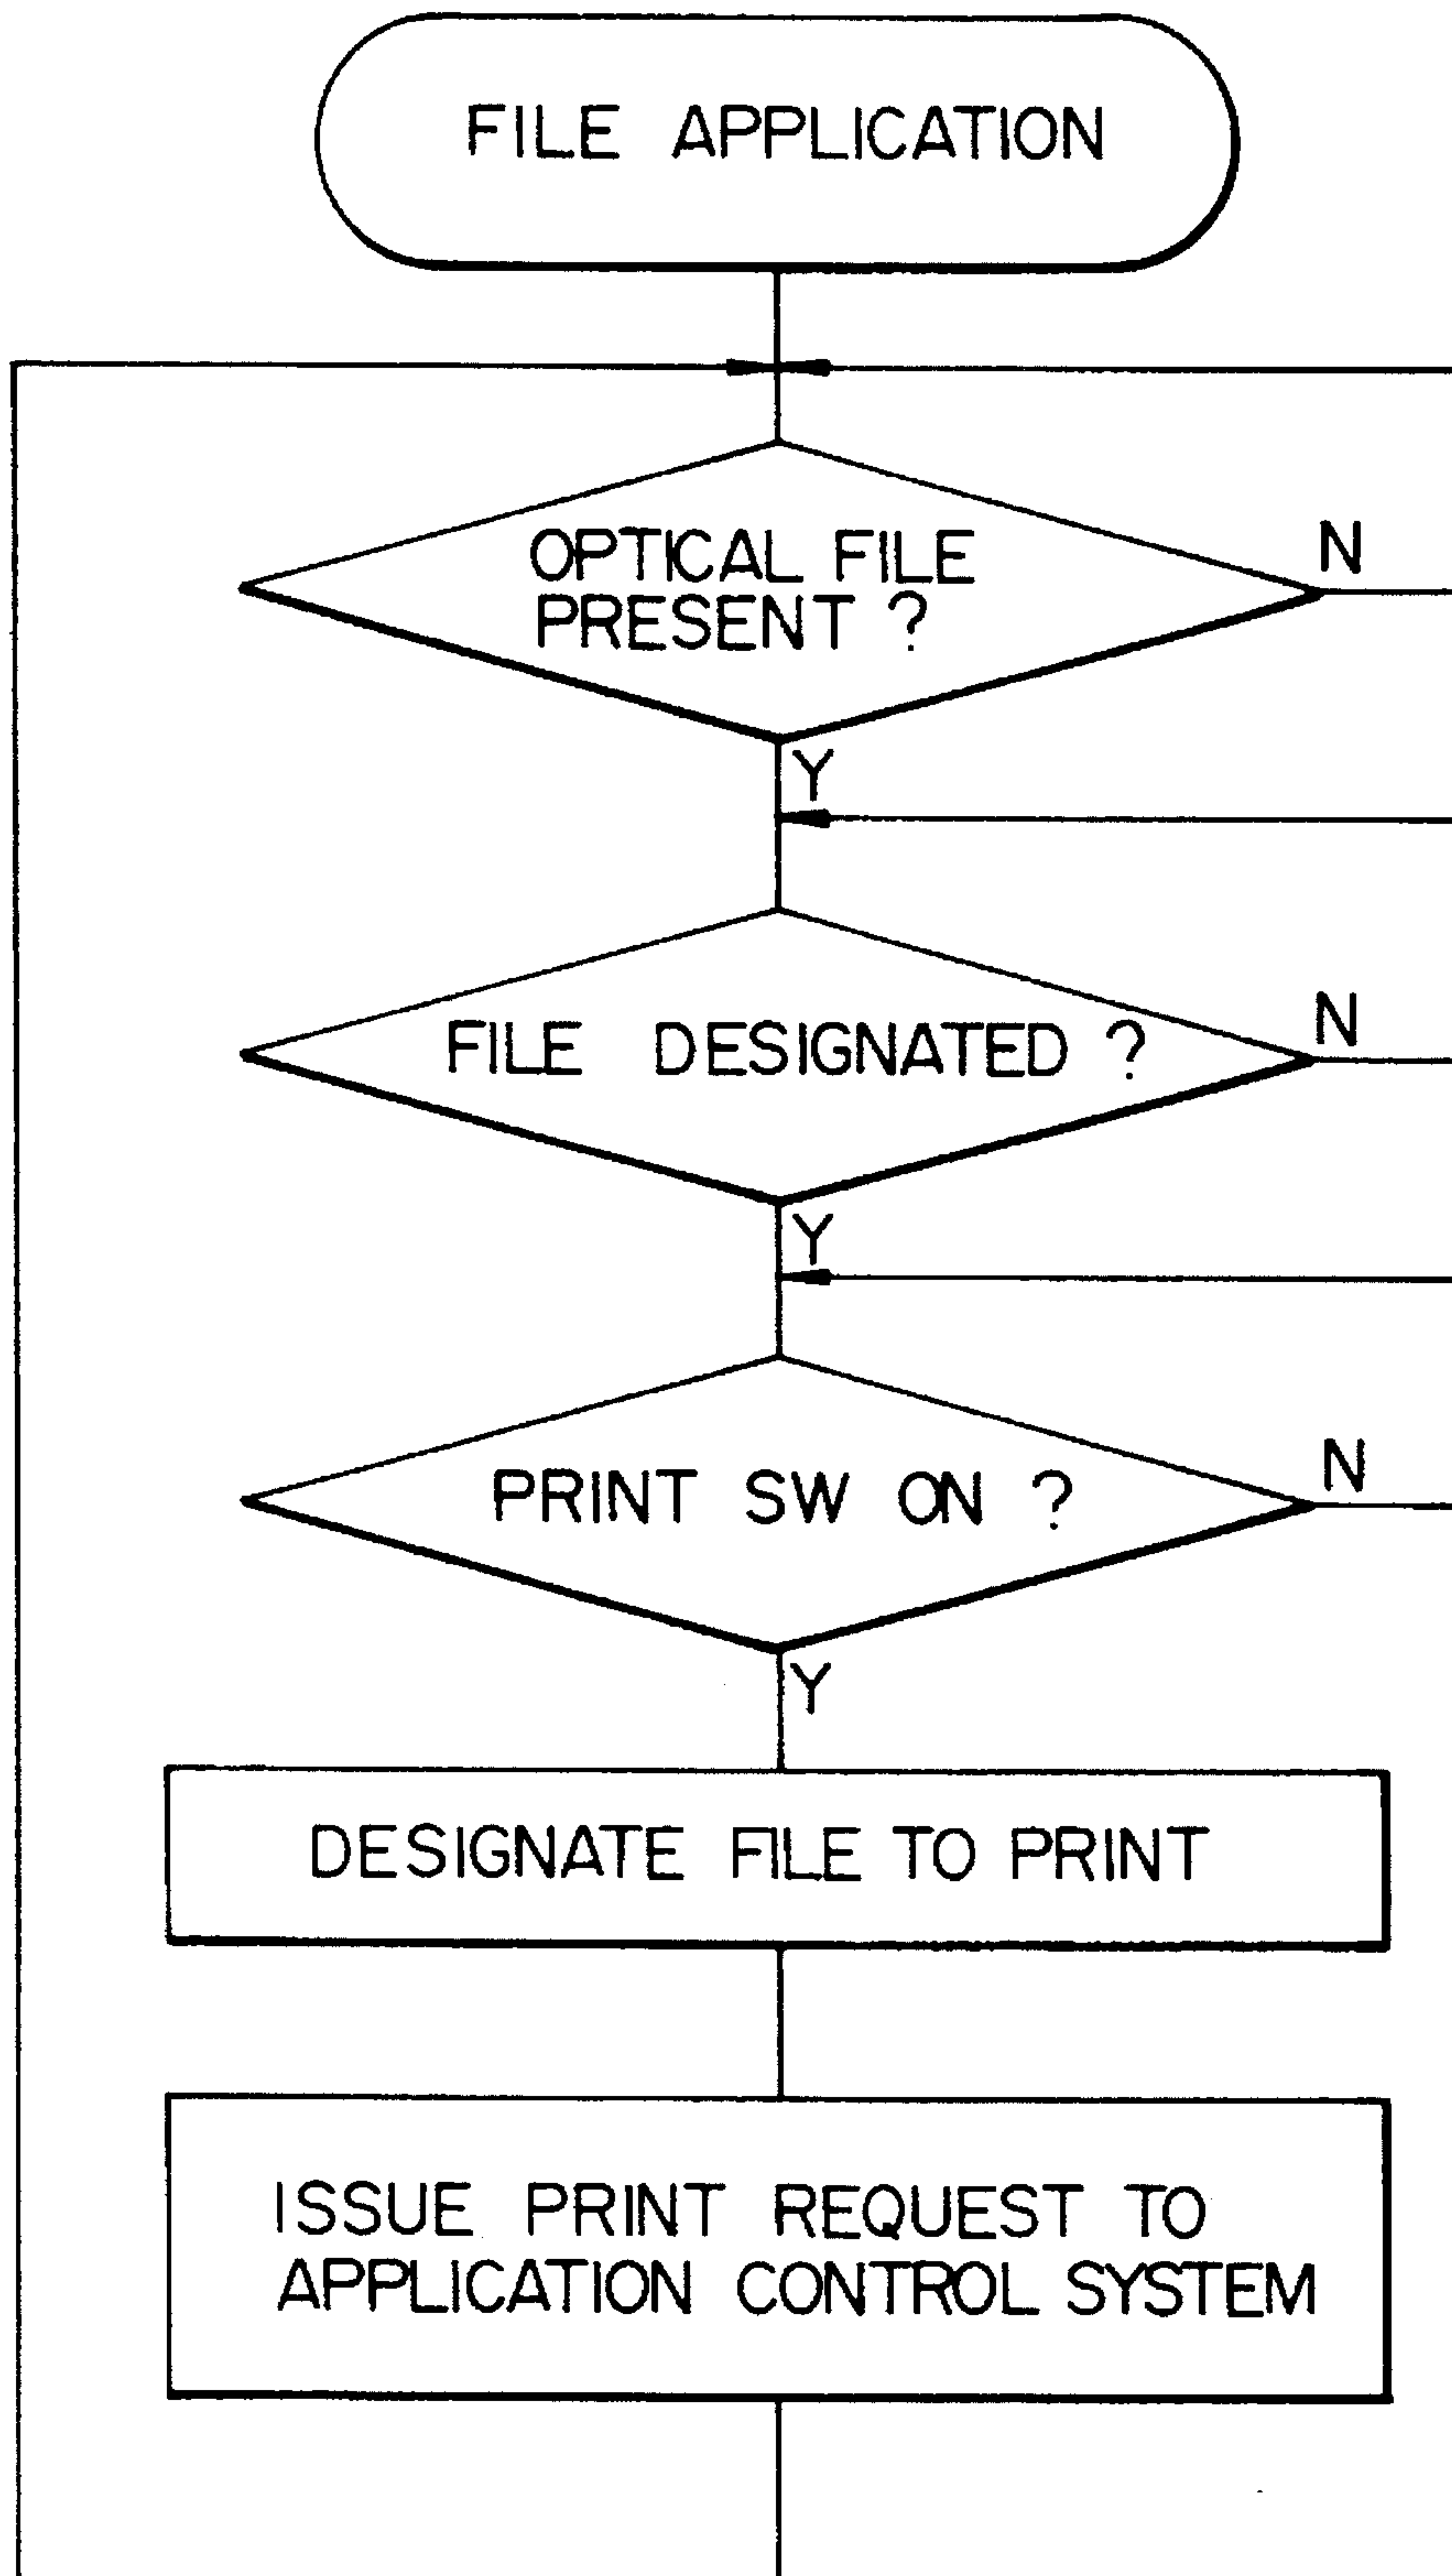 FILE APPLICATION
OPTICAL FILE
PRESENT ?
N
Y
FILE DESIGNATED ?
N
Y
PRINT SW ON ?
N
Y
DESIGNATE FILE TO PRINT
ISSUE PRINT REQUEST TO
APPLICATION CONTROL SYSTEM